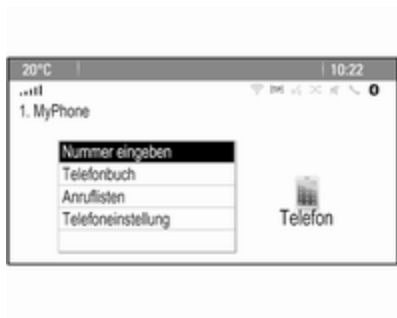 20°C 10:22
1. MyPhone
Nummer eingeben
Telefonbuch
Anruflisten
Telefoneinstellung
Telefon